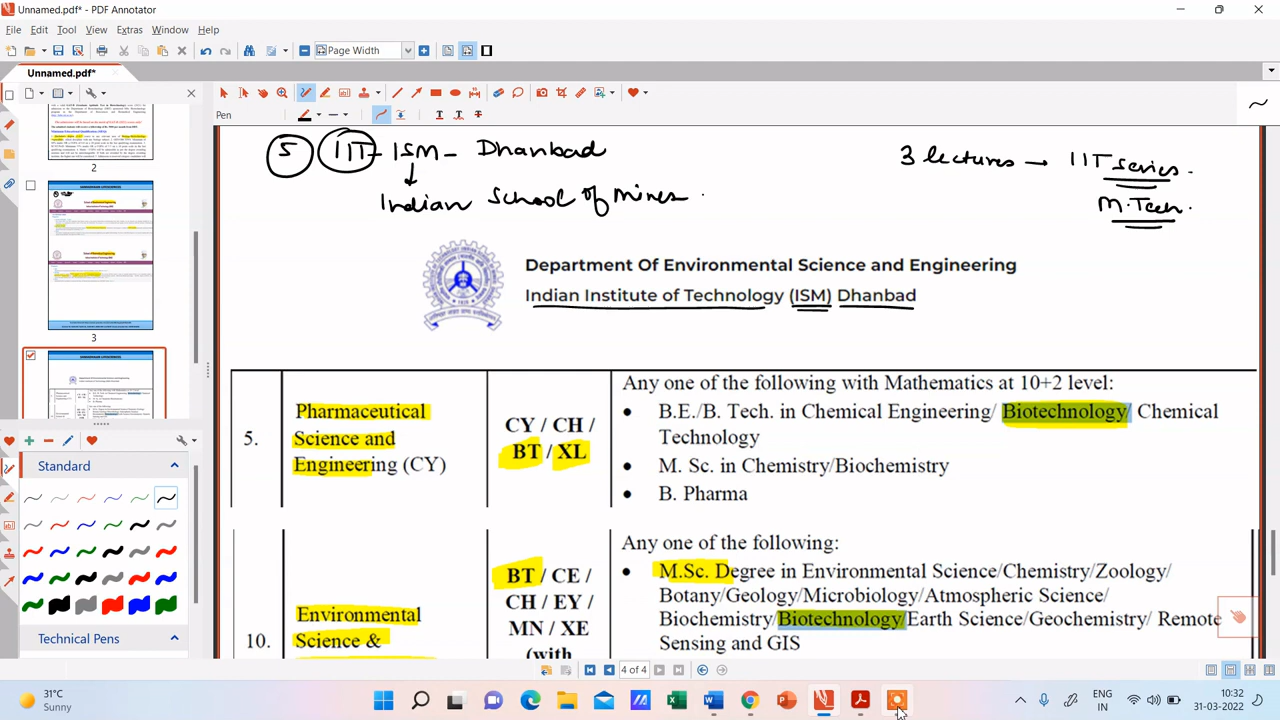 Unnamed.pdf* - PDF Annotator
File Edit Tool View Extras Window Help
Page Width
Unnamed.pdf*
Pen
2
3
Standard
Technical Pens
5 IIT - ISM - Dhanbad
Indian School of mines
3 lectures → IIT series.
M.Tech.
Department Of Environmental Science and Engineering
Indian Institute of Technology (ISM) Dhanbad
5.
Pharmaceutical
Science and
Engineering (CY)
CY / CH /
BT / XL
Any one of the following with Mathematics at 10+2 level:
• B.E./B. Tech. in Chemical Engineering/ Biotechnology/ Chemical
Technology
• M. Sc. in Chemistry/Biochemistry
• B. Pharma
10.
Environmental
Science &
BT / CE /
CH / EY /
MN / XE
(with
Any one of the following:
• M.Sc. Degree in Environmental Science/Chemistry/Zoology/
Botany/Geology/Microbiology/Atmospheric Science/
Biochemistry/Biotechnology/Earth Science/Geochemistry/ Remote
Sensing and GIS
4 of 4
31°C
Sunny
ENG
IN
10:32
31-03-2022